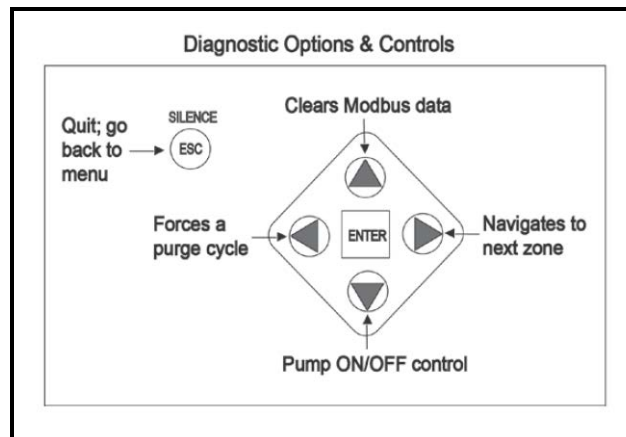 Diagnostic Options & Controls
SILENCE
ESC
Quit; go
back to
menu
Clears Modbus data
Forces a
purge cycle
ENTER
Navigates to
next zone
Pump ON/OFF control